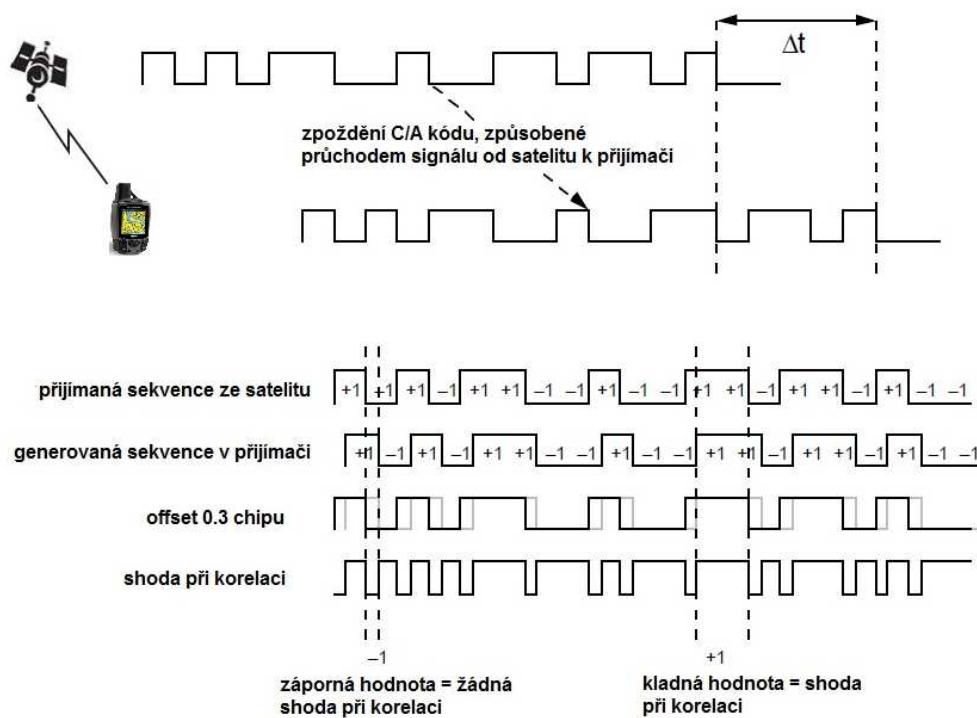 Δt
zpoždění C/A kódu, způsobené
průchodem signálu od satelitu k přijímači
přijímaná sekvence ze satelitu
+1 –1 +1 –1 +1 +1 –1 –1 +1 –1 –1 +1 +1 –1 +1 +1 –1 +1 –1 –1
generovaná sekvence v přijímači
+1 –1 +1 –1 +1 +1 –1 –1 +1 –1 –1 +1 +1 –1 +1 +1 –1 +1 –1 –1
offset 0.3 chipu
shoda při korelaci
–1
+1
záporná hodnota = žádná
shoda při korelaci
kladná hodnota = shoda
při korelaci